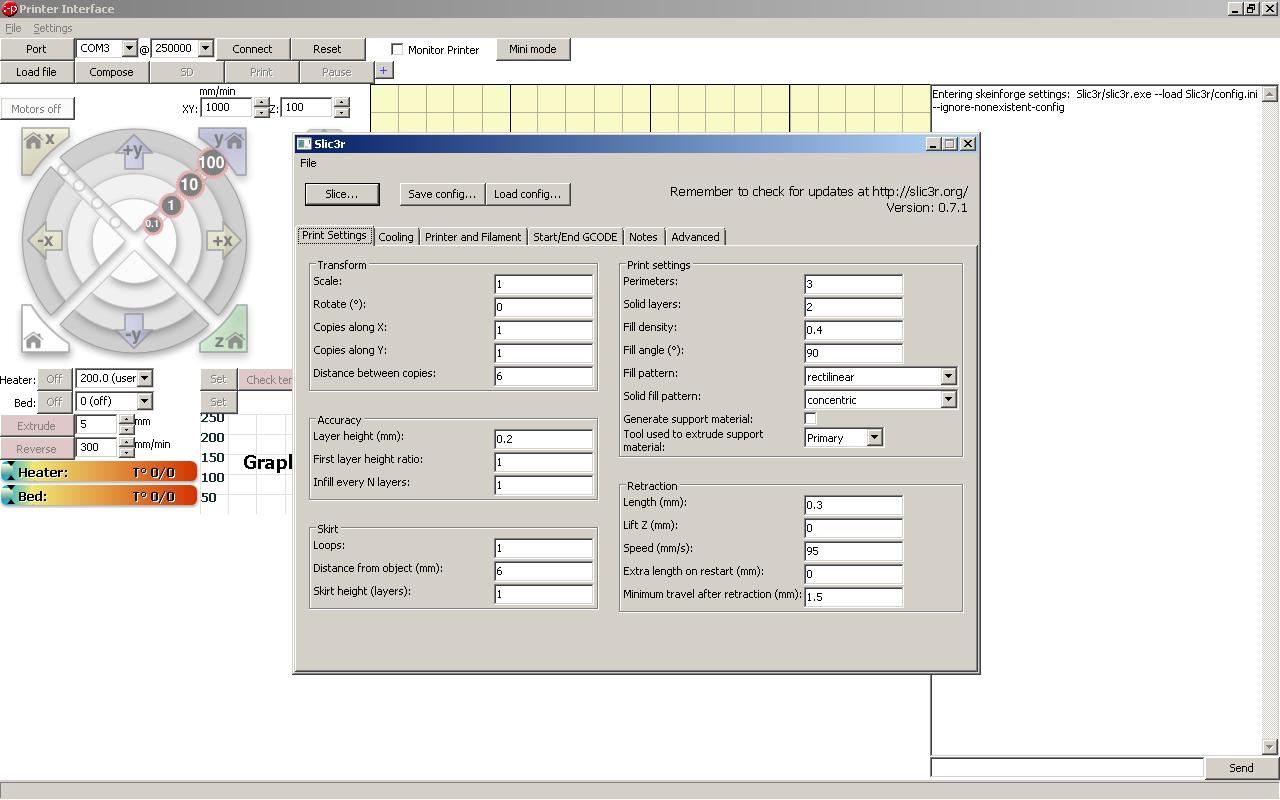 Printer Interface
File Settings
Port COM3 @ 250000 Connect Reset Monitor Printer Mini mode
Load file Compose SD Print Pause +
Motors off
mm/min
XY: 1000 Z: 100
x
y
+y
-x
+x
-y
z
100
10
1
0.1
Heater: Off 200.0 (user Set Check ter
Bed: Off 0 (off) Set
Extrude 5 mm
Reverse 300 mm/min
Heater: T° 0/0
Bed: T° 0/0
250
200
150
100
50
Grapl
Entering skeinforge settings: Slic3r/slic3r.exe --load Slic3r/config.ini
--ignore-nonexistent-config
Send
Slic3r
File
Slice... Save config... Load config...
Remember to check for updates at http://slic3r.org/
Version: 0.7.1
Print Settings Cooling Printer and Filament Start/End GCODE Notes Advanced
Transform
Scale: 1
Rotate (°): 0
Copies along X: 1
Copies along Y: 1
Distance between copies: 6
Accuracy
Layer height (mm): 0.2
First layer height ratio: 1
Infill every N layers: 1
Skirt
Loops: 1
Distance from object (mm): 6
Skirt height (layers): 1
Print settings
Perimeters: 3
Solid layers: 2
Fill density: 0.4
Fill angle (°): 90
Fill pattern: rectilinear
Solid fill pattern: concentric
Generate support material:
Tool used to extrude support
material: Primary
Retraction
Length (mm): 0.3
Lift Z (mm): 0
Speed (mm/s): 95
Extra length on restart (mm): 0
Minimum travel after retraction (mm): 1.5